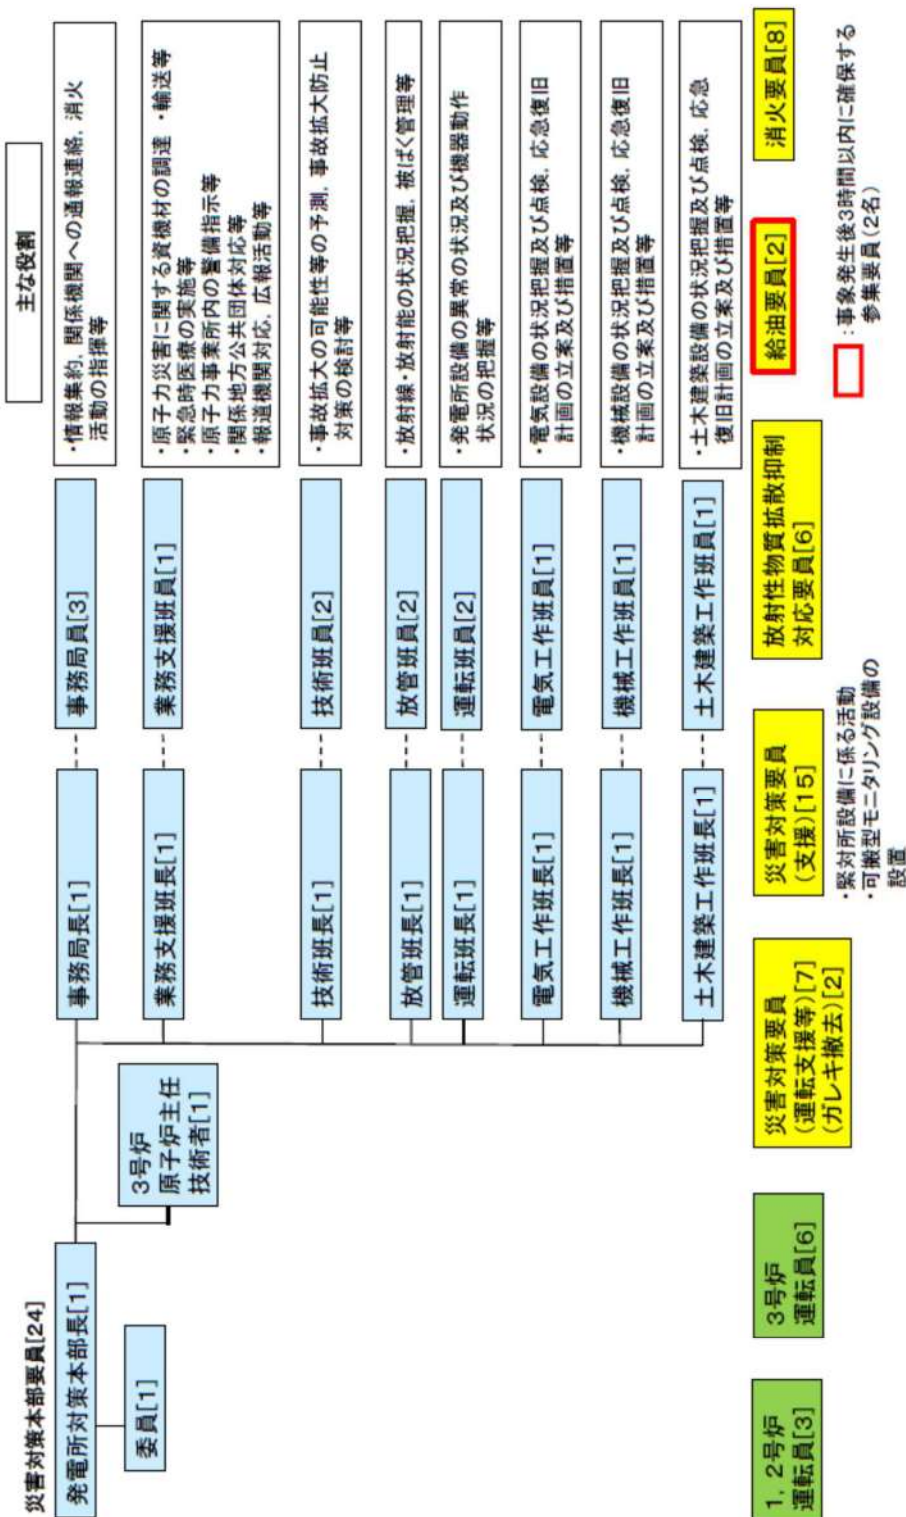 災害対策本部要員[24]
発電所対策本部長[1]
委員[1]
3号炉
原子炉主任
技術者[1]
主な役割
事務局長[1]
事務局員[3]
・情報集約,関係機関への通報連絡,消火
活動の指揮等
業務支援班長[1]
業務支援班員[1]
・原子力災害に関する資機材の調達・輸送等
・緊急時医療の実施等
・原子力事業所内の警備指示等
・関係地方公共団体対応等
・報道機関対応,広報活動等
技術班長[1]
技術班員[2]
・事故拡大の可能性等の予測,事故拡大防止
対策の検討等
放管班長[1]
放管班員[2]
・放射線・放射能の状況把握,被ばく管理等
運転班長[1]
運転班員[2]
・発電所設備の異常の状況及び機器動作
状況の把握等
電気工作班長[1]
電気工作班員[1]
・電気設備の状況把握及び点検,応急復旧
計画の立案及び措置等
機械工作班長[1]
機械工作班員[1]
・機械設備の状況把握及び点検,応急復旧
計画の立案及び措置等
土木建築工作班長[1]
土木建築工作班員[1]
・土木建築設備の状況把握及び点検,応急
復旧計画の立案及び措置等
1,2号炉
運転員[3]
3号炉
運転員[6]
災害対策要員
(運転支援等)[7]
(ガレキ撤去)[2]
災害対策要員
(支援)[15]
・緊対所設備に係る活動
・可搬型モニタリング設備の
設置
放射性物質拡散抑制
対応要員[6]
給油要員[2]
消火要員[8]
:事象発生後3時間以内に確保する
参集要員(2名)